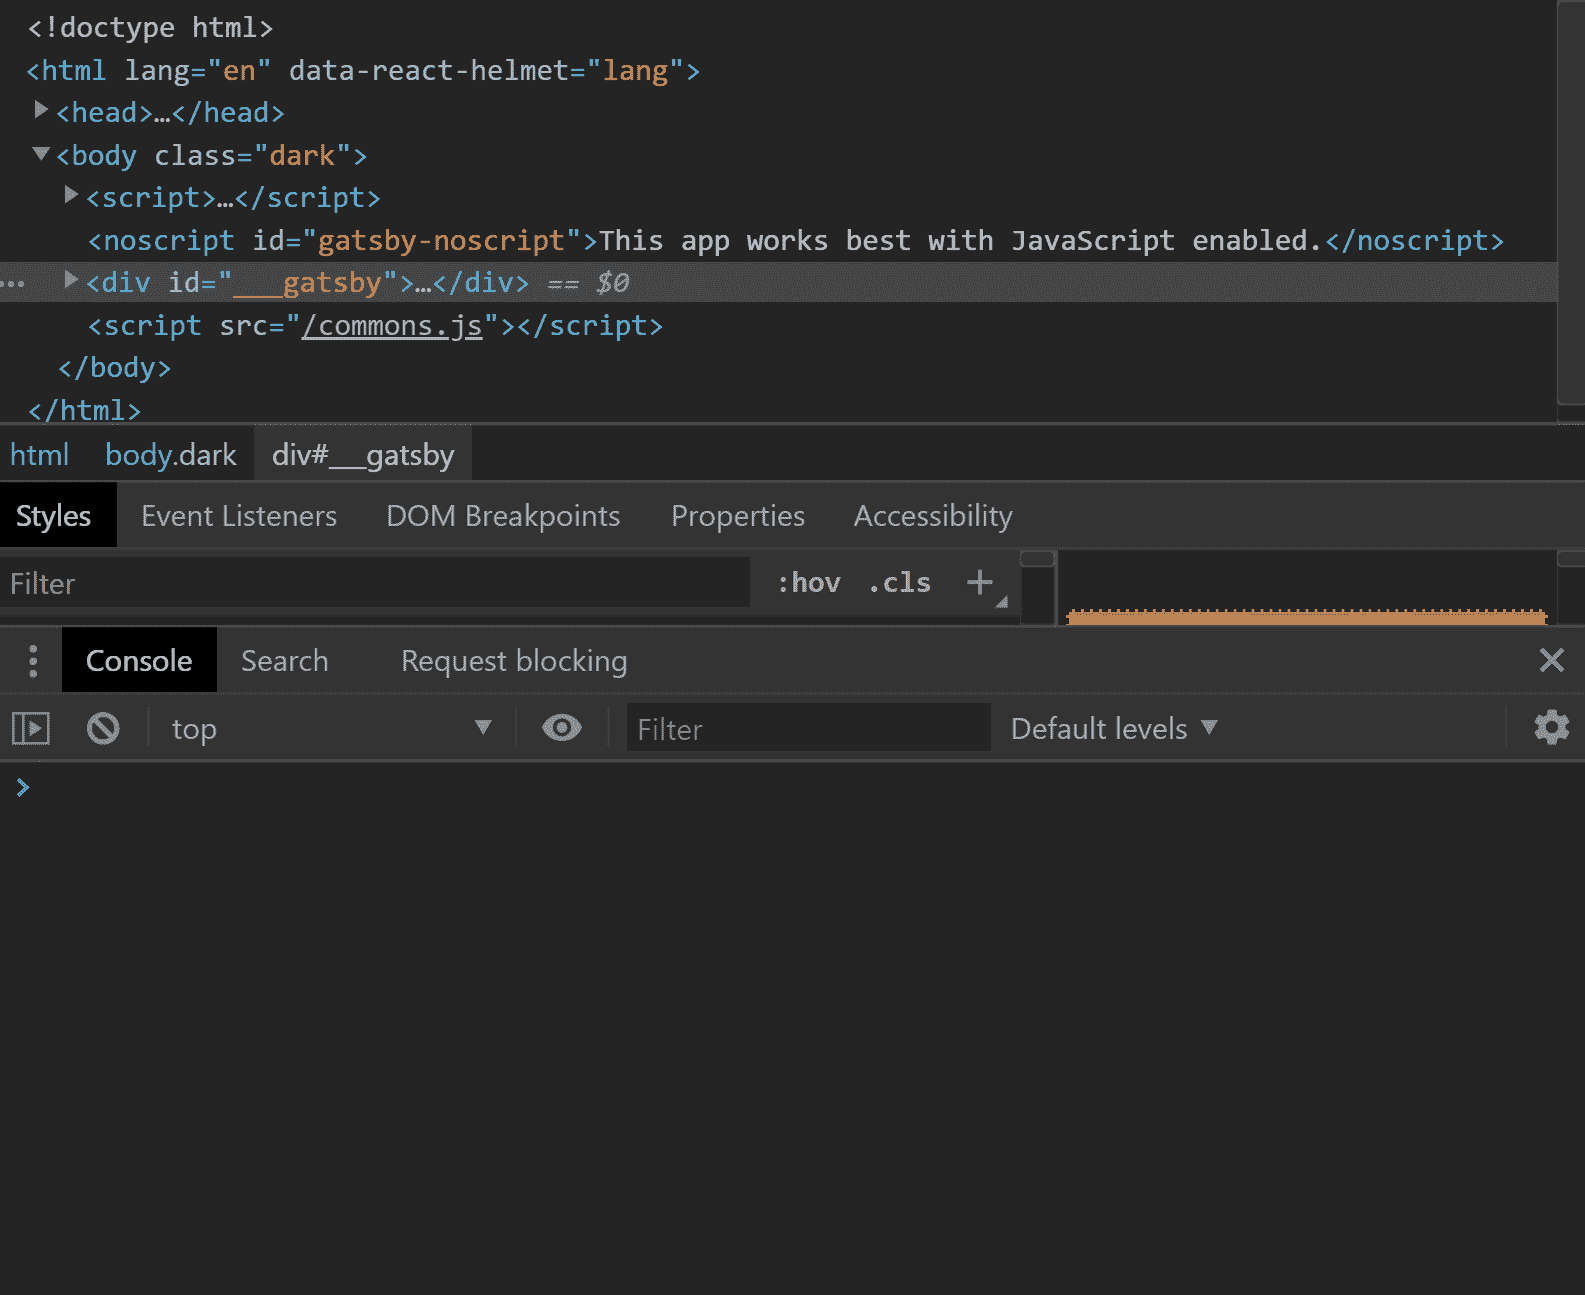 <!doctype html>
<html lang="en" data-react-helmet="lang">
<head>…</head>
<body class="dark">
<script>…</script>
<noscript id="gatsby-noscript">This app works best with JavaScript enabled.</noscript>
<div id="___gatsby">…</div> == $0
<script src="/commons.js"></script>
</body>
</html>
html body.dark div#___gatsby
Styles Event Listeners DOM Breakpoints Properties Accessibility
Filter :hov .cls +
Console Search Request blocking
top Filter Default levels
>